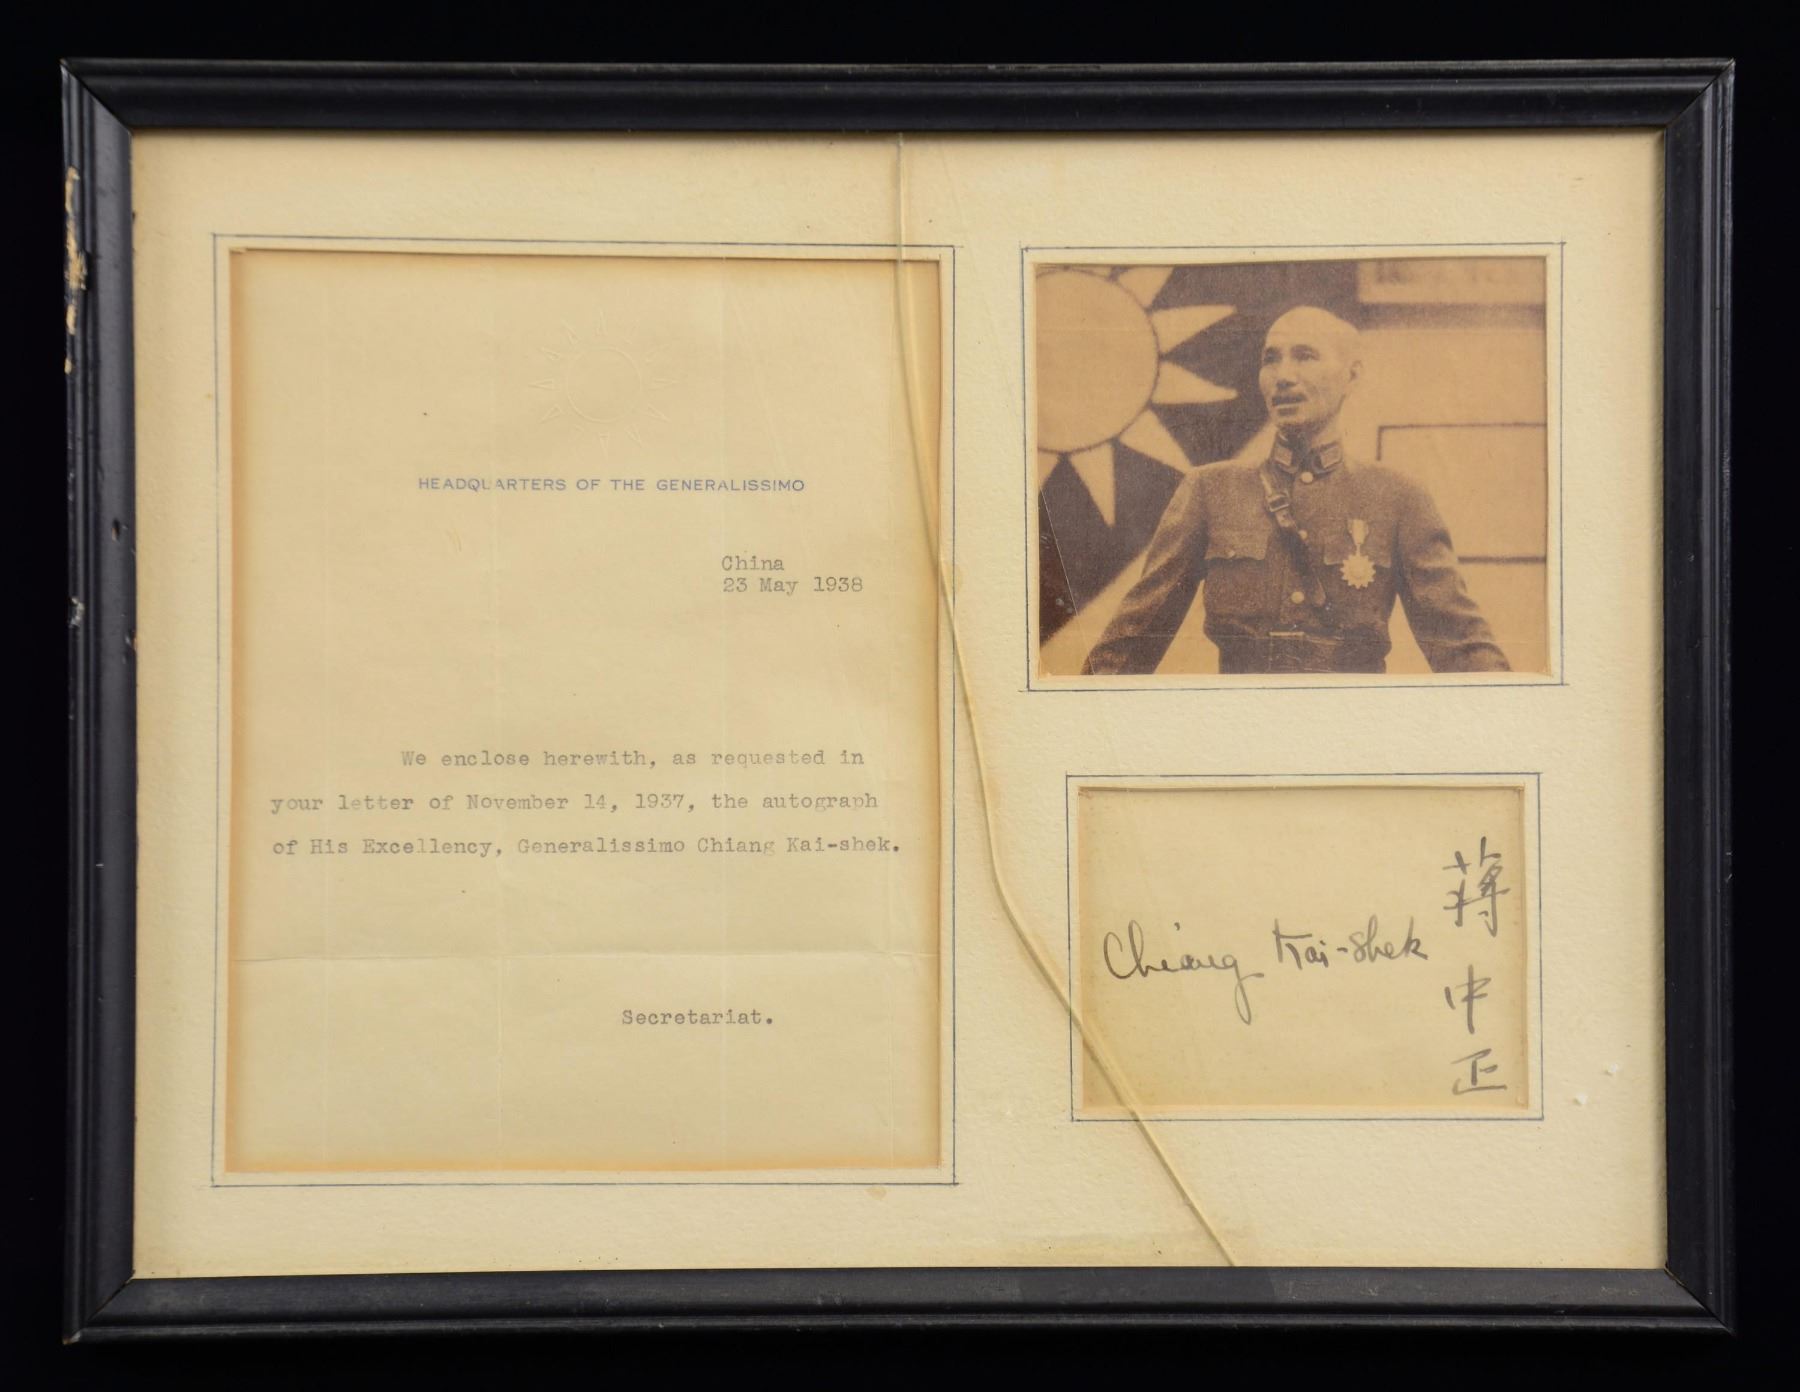 HEADQUARTERS OF THE GENERALISSIMO
China
23 May 1938
We enclose herewith, as requested in
your letter of November 14, 1937, the autograph
of His Excellency, Generalissimo Chiang Kai-shek.
Secretariat.
Chiang Kai-shek
蔣中正